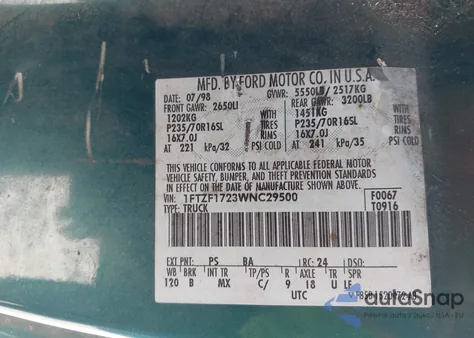 MFD. BY FORD MOTOR CO. IN U.S.A.
DATE: 07/98 GVWR: 5550LB/ 2517KG
FRONT GAWR: 2650LB REAR GAWR: 3200LB
1202KG WITH 1451KG WITH
P235/70R16SL TIRES P235/70R16SL TIRES
16X7.0J RIMS 16X7.0J RIMS
AT 221 kPa/32 PSI COLD AT 241 kPa/35 PSI COLD
THIS VEHICLE CONFORMS TO ALL APPLICABLE FEDERAL MOTOR
VEHICLE SAFETY, BUMPER, AND THEFT PREVENTION STANDARDS
IN EFFECT ON THE DATE OF MANUFACTURE SHOWN ABOVE.
VIN: 1FTZF1723WNC29500 F0067
TYPE: TRUCK T0916
EXT PNT: PS BA RC: 24 DSO:
WB BRK INT TR TP/PS R AXLE TR SPR
120 B MX C/ 9 18 U LF
UTC
autoSnap